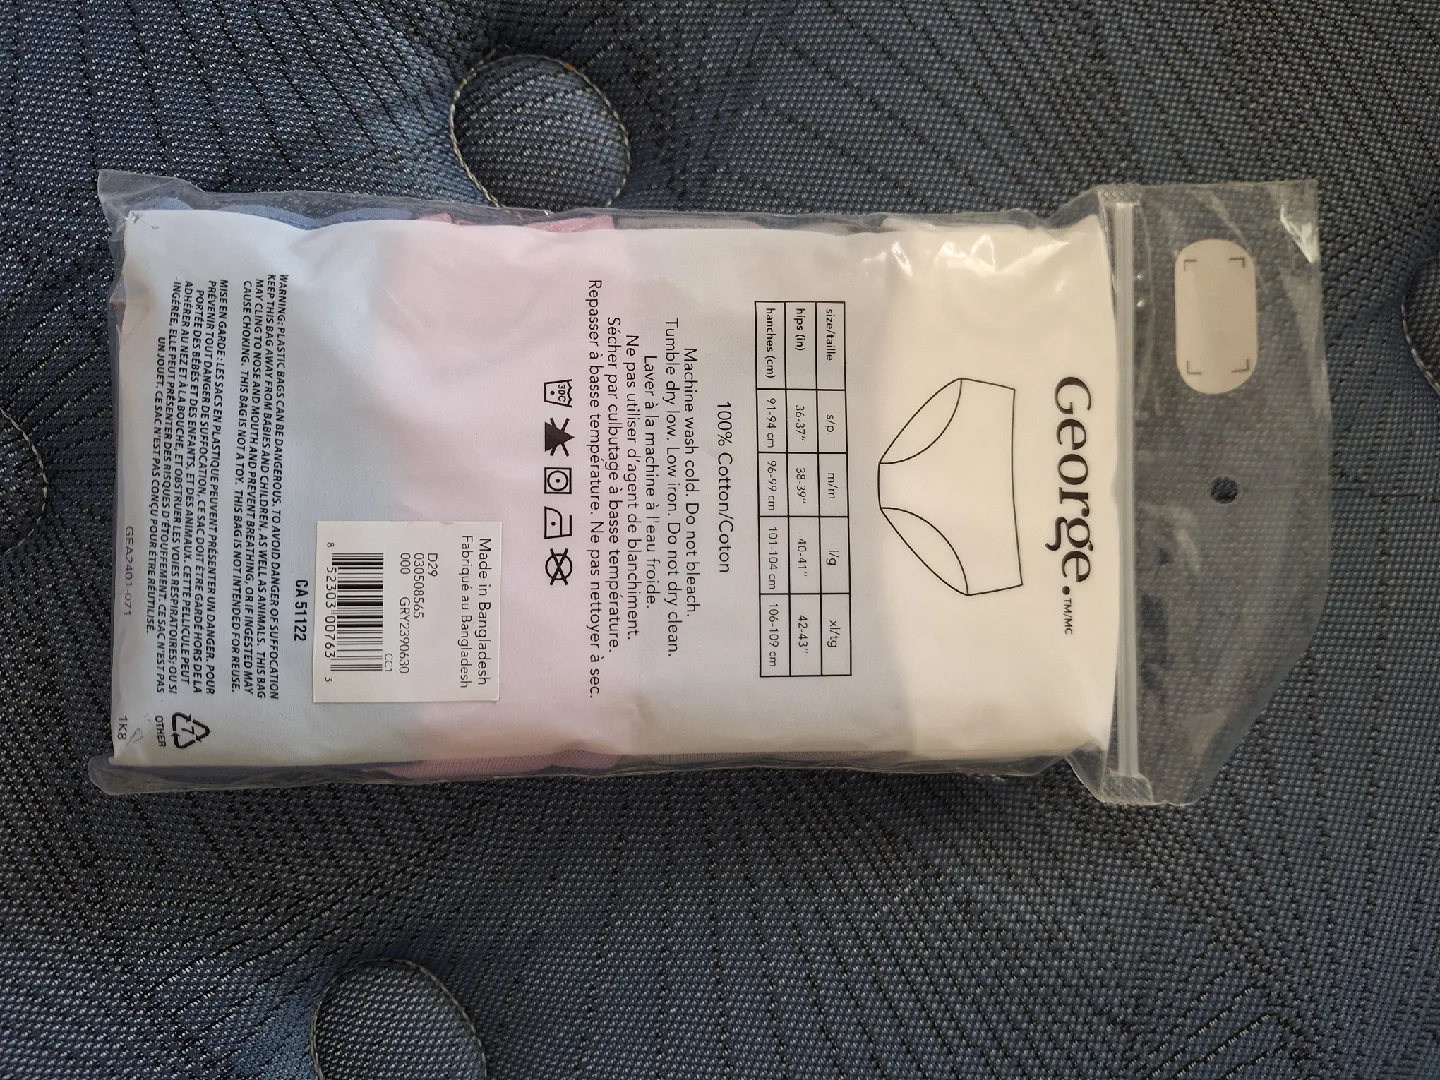 George.™/MC
size/taille s/p m/m l/g xl/tg
hips (in) 36-37" 38-39" 40-41" 42-43"
hanches (cm) 91-94 cm 96-99 cm 101-104 cm 106-109 cm
100% Cotton/Coton
Machine wash cold. Do not bleach.
Tumble dry low. Low iron. Do not dry clean.
Laver à la machine à l'eau froide.
Ne pas utiliser d'agent de blanchiment.
Sécher par culbutage à basse température.
Repasser à basse température. Ne pas nettoyer à sec.
30C
Made in Bangladesh
Fabriqué au Bangladesh
D29
030508565
000 GRY2390630
CC1
8 52303 00763 3
CA 51122
WARNING: PLASTIC BAGS CAN BE DANGEROUS. TO AVOID DANGER OF SUFFOCATION
KEEP THIS BAG AWAY FROM BABIES AND CHILDREN, AS WELL AS ANIMALS. THIS BAG
MAY CLING TO NOSE AND MOUTH AND PREVENT BREATHING, OR IF INGESTED MAY
CAUSE CHOKING. THIS BAG IS NOT A TOY. THIS BAG IS NOT INTENDED FOR REUSE.
MISE EN GARDE : LES SACS EN PLASTIQUE PEUVENT PRÉSENTER UN DANGER. POUR
PRÉVENIR TOUT DANGER DE SUFFOCATION, CE SAC DOIT ÊTRE GARDÉ HORS DE LA
PORTÉE DES BÉBÉS ET DES ENFANTS, ET DES ANIMAUX. CETTE PELLICULE PEUT
ADHÉRER AU NEZ ET À LA BOUCHE, ET OBSTRUER LES VOIES RESPIRATOIRES; OU SI
INGÉRÉE, ELLE PEUT PRÉSENTER DES RISQUES D'ÉTOUFFEMENT. CE SAC N'EST PAS
UN JOUET. CE SAC N'EST PAS CONÇU POUR ÊTRE RÉUTILISÉ.
7
OTHER
GFA2401-071
1K8